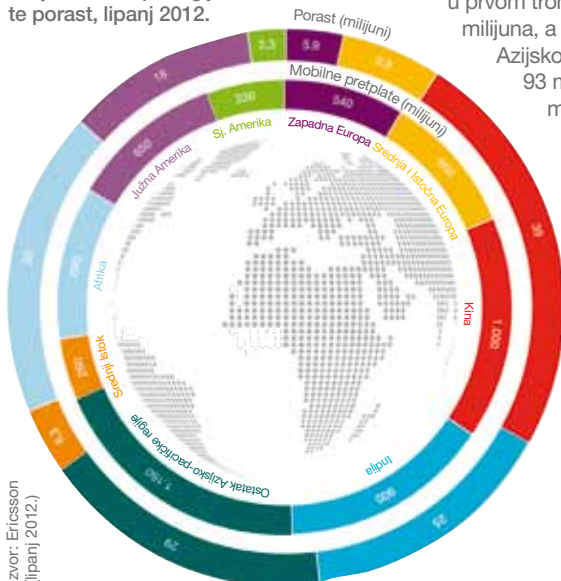 te porast, lipanj 2012.
u prvom trom
milijuna, a
Azijsko
93 m
m
Porast (milijuni)
Mobilne pretplate (milijuni)
2,3
5.9
25
29
18
330
540
1.000
900
1.150
650
Sj. Amerika
Zapadna Europa
Srednja i Istočna Europa
Kina
Indija
Ostatak Azijsko-pacifičke regije
Srednji Istok
Afrika
Južna Amerika
zvor: Ericsson
lipanj 2012.)